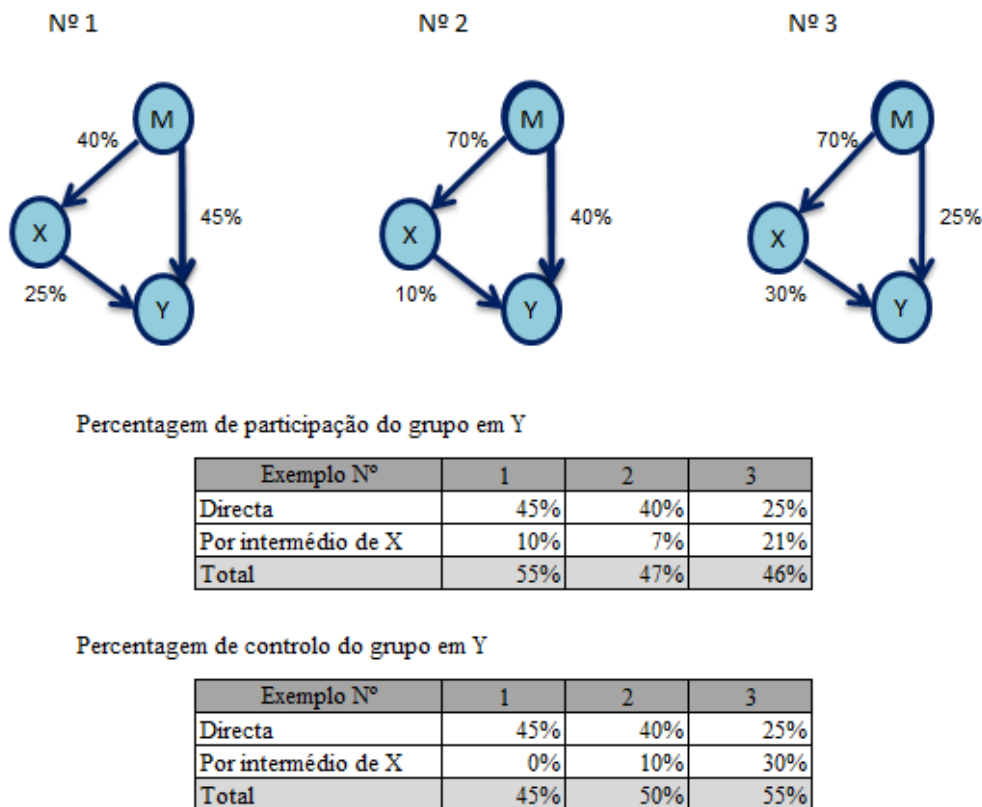 Nº 1 Nº 2 Nº 3
M M M
40% 70% 70%
45% 40% 25%
X X X
25% 10% 30%
Y Y Y
Percentagem de participação do grupo em Y
Exemplo Nº 1 2 3
Directa 45% 40% 25%
Por intermédio de X 10% 7% 21%
Total 55% 47% 46%
Percentagem de controlo do grupo em Y
Exemplo Nº 1 2 3
Directa 45% 40% 25%
Por intermédio de X 0% 10% 30%
Total 45% 50% 55%